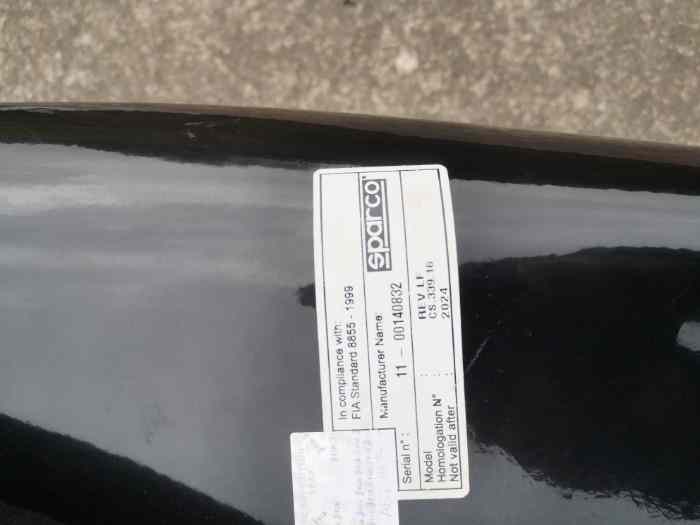 In compliance with:
FIA Standard 8855 - 1999
Manufacturer Name: sparco
Serial n° : 11 - 00140832
Model : REV LF
Homologation N° : CS.339.16
Not valid after : 2024